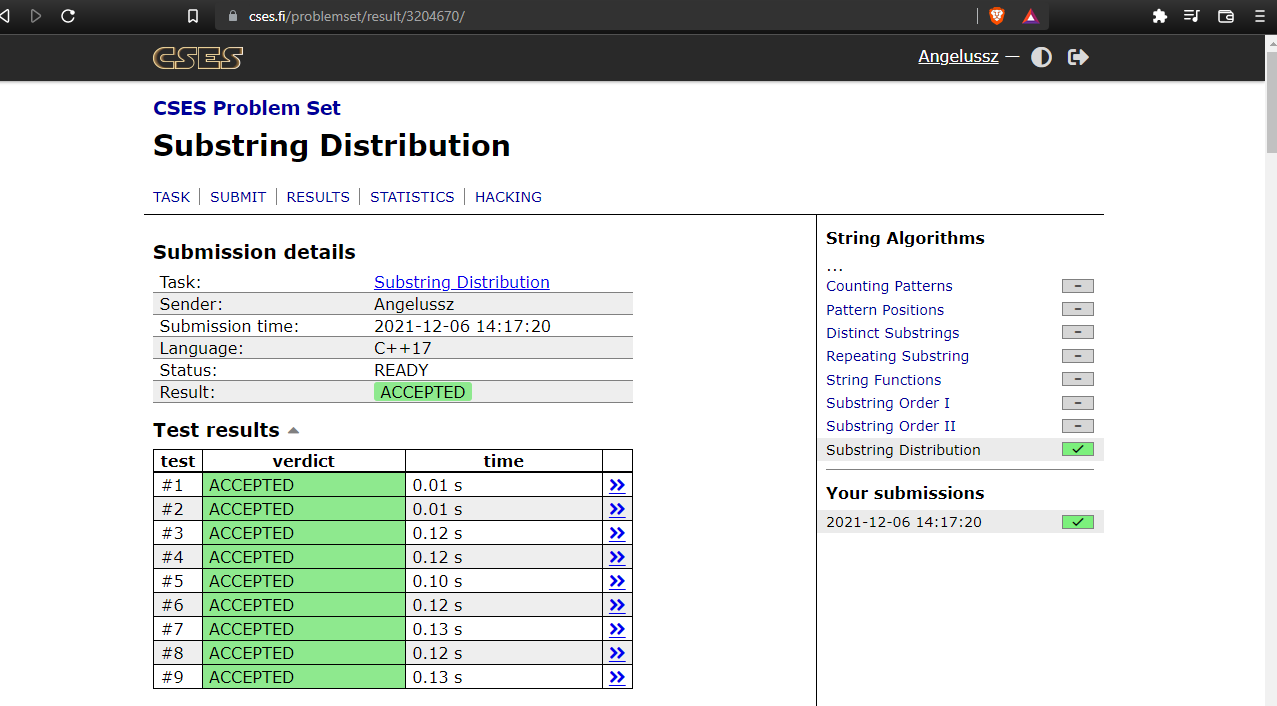 cses.fi/problemset/result/3204670/
CSES
Angelussz —
CSES Problem Set
Substring Distribution
TASK | SUBMIT | RESULTS | STATISTICS | HACKING
Submission details
Task: Substring Distribution
Sender: Angelussz
Submission time: 2021-12-06 14:17:20
Language: C++17
Status: READY
Result: ACCEPTED
Test results
test verdict time
#1 ACCEPTED 0.01 s »
#2 ACCEPTED 0.01 s »
#3 ACCEPTED 0.12 s »
#4 ACCEPTED 0.12 s »
#5 ACCEPTED 0.10 s »
#6 ACCEPTED 0.12 s »
#7 ACCEPTED 0.13 s »
#8 ACCEPTED 0.12 s »
#9 ACCEPTED 0.13 s »
String Algorithms
...
Counting Patterns –
Pattern Positions –
Distinct Substrings –
Repeating Substring –
String Functions –
Substring Order I –
Substring Order II –
Substring Distribution ✓
Your submissions
2021-12-06 14:17:20 ✓